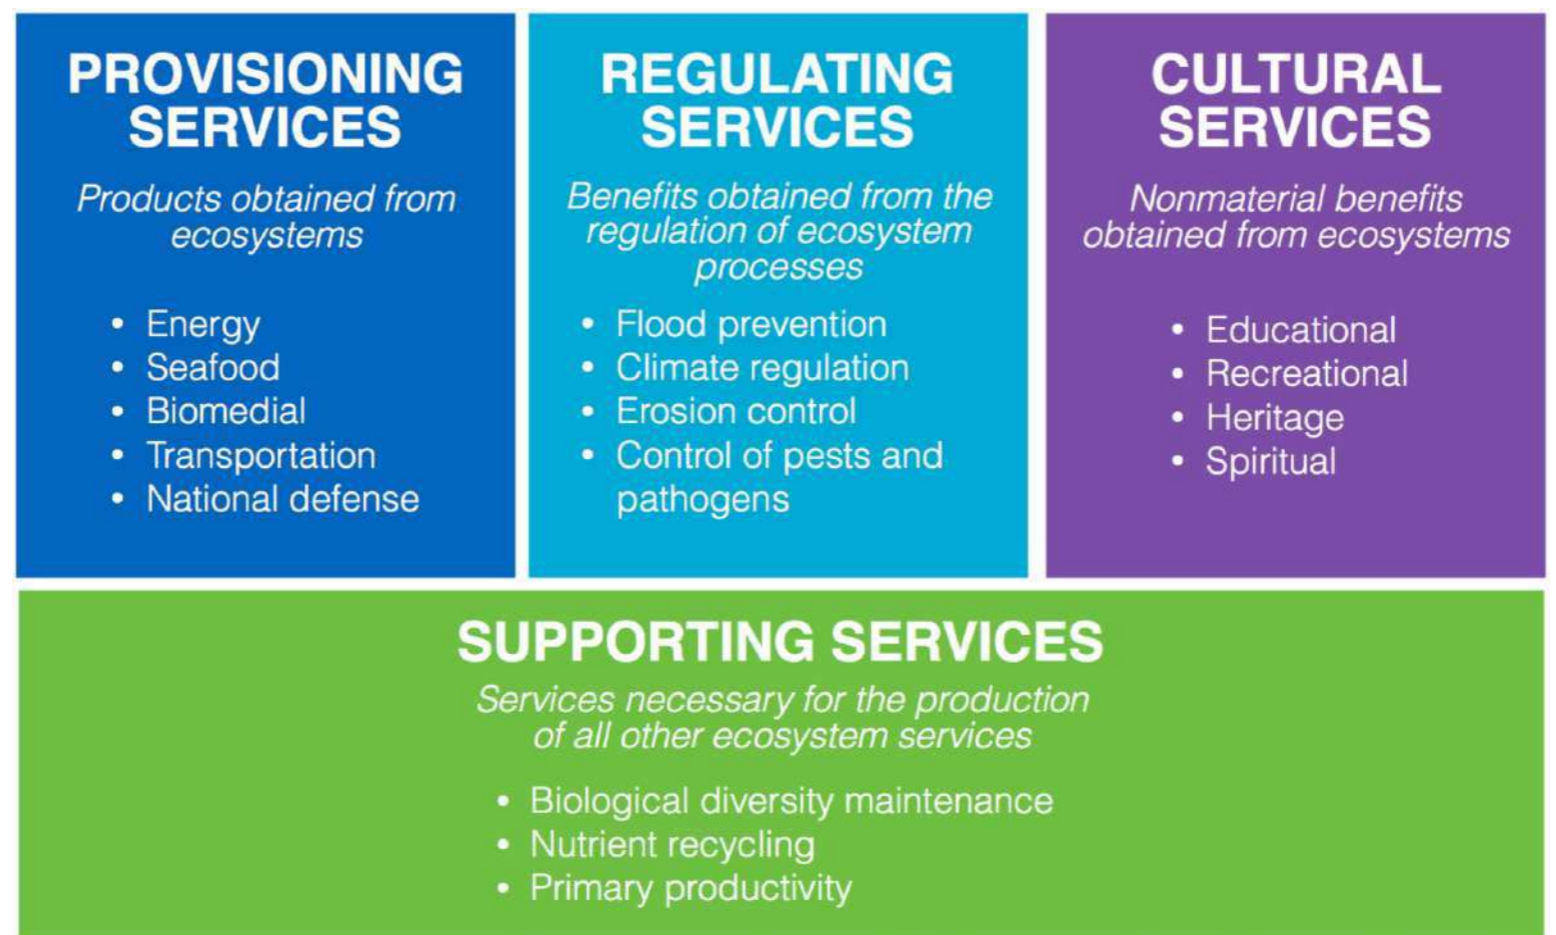 PROVISIONING
SERVICES
Products obtained from
ecosystems
• Energy
• Seafood
• Biomedial
• Transportation
• National defense
REGULATING
SERVICES
Benefits obtained from the
regulation of ecosystem
processes
• Flood prevention
• Climate regulation
• Erosion control
• Control of pests and
pathogens
CULTURAL
SERVICES
Nonmaterial benefits
obtained from ecosystems
• Educational
• Recreational
• Heritage
• Spiritual
SUPPORTING SERVICES
Services necessary for the production
of all other ecosystem services
• Biological diversity maintenance
• Nutrient recycling
• Primary productivity